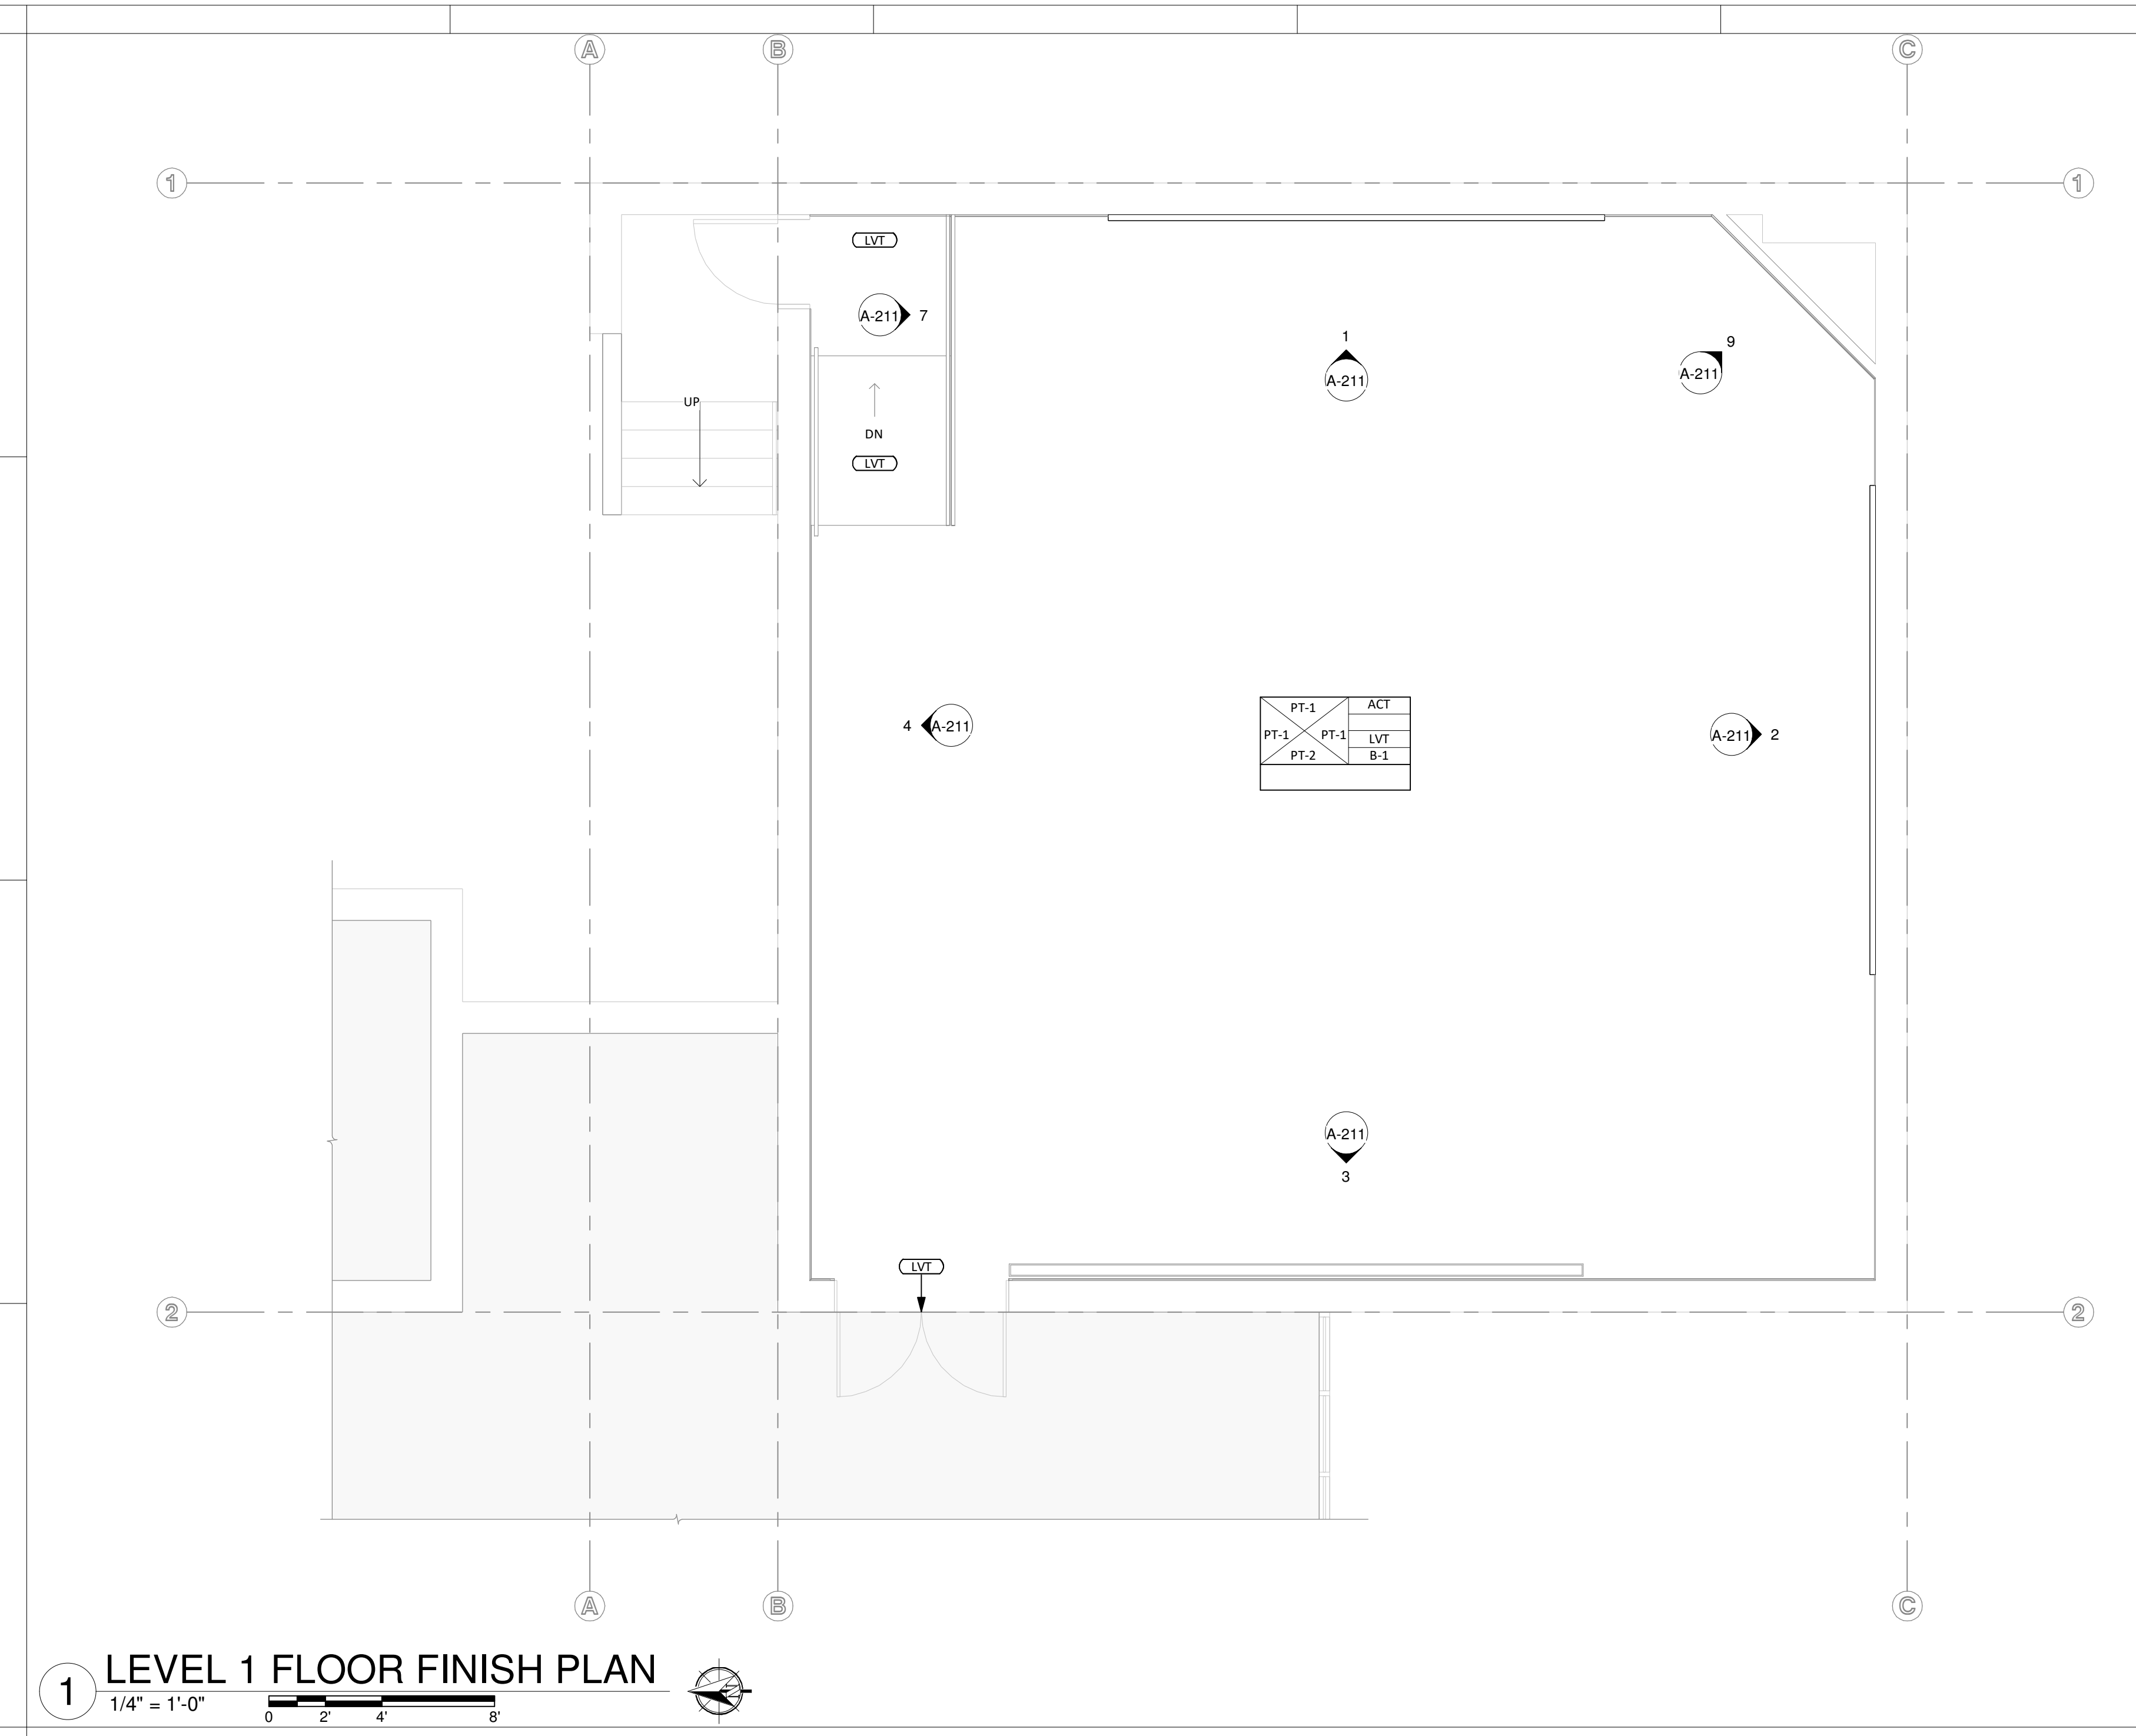 A B C
1 1
LVT
A-211 7
1
A-211
9
A-211
UP
DN
LVT
PT-1 ACT
PT-1 PT-1 LVT
PT-2 B-1
4 A-211
A-211 2
A-211
3
LVT
2 2
A B C
1 LEVEL 1 FLOOR FINISH PLAN
1/4" = 1'-0"
0 2' 4' 8'
N